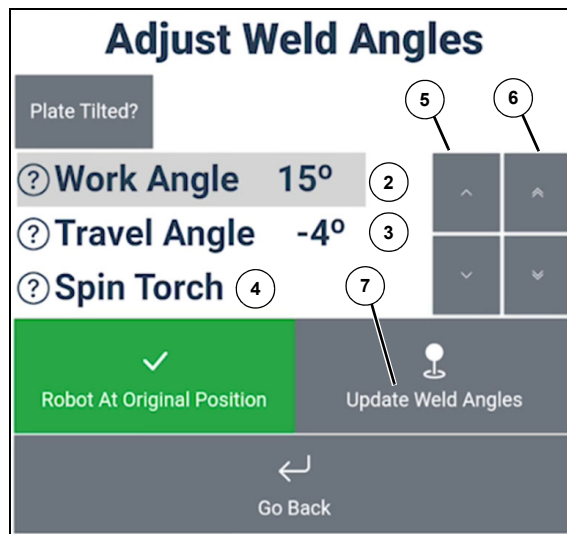 Adjust Weld Angles
Plate Tilted?
5
6
? Work Angle 15º 2
? Travel Angle -4º 3
? Spin Torch 4
7
Robot At Original Position
Update Weld Angles
Go Back